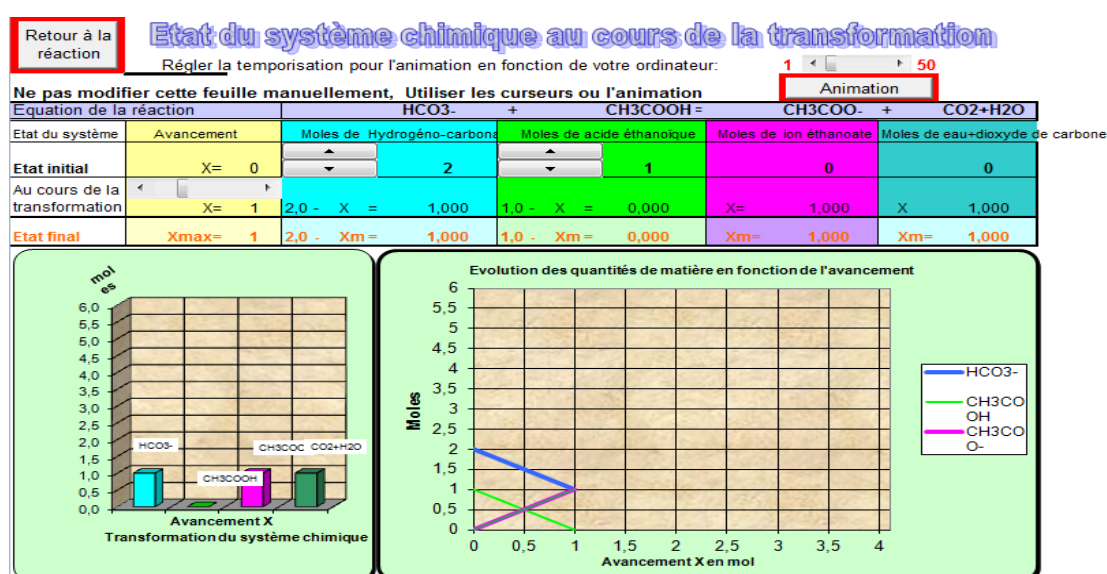 Retour à la
réaction
Etat du système chimique au cours de la transformation
Régler la temporisation pour l'animation en fonction de votre ordinateur: 1 50
Ne pas modifier cette feuille manuellement, Utiliser les curseurs ou l'animation
Animation
Equation de la réaction HCO3- + CH3COOH = CH3COO- + CO2+H2O
Etat du système Avancement Moles de Hydrogéno-carbona Moles de acide éthanoïque Moles de ion éthanoate Moles de eau+dioxyde de carbone
Etat initial X= 0 2 1 0 0
Au cours de la
transformation X= 1 2,0 - X = 1,000 1,0 - X = 0,000 X= 1,000 X 1,000
Etat final Xmax= 1 2,0 - Xm = 1,000 1,0 - Xm = 0,000 Xm= 1,000 Xm= 1,000
mol
es
6,0
5,5
5,0
4,5
4,0
3,5
3,0
2,5
2,0
1,5
1,0
0,5
0,0
HCO3-
CH3COOH
CH3COC
CO2+H2O
Avancement X
Transformation du système chimique
Evolution des quantités de matière en fonction de l'avancement
Moles
6
5,5
5
4,5
4
3,5
3
2,5
2
1,5
1
0,5
0
0 0,5 1 1,5 2 2,5 3 3,5 4
Avancement X en mol
HCO3-
CH3CO
OH
CH3CO
O-